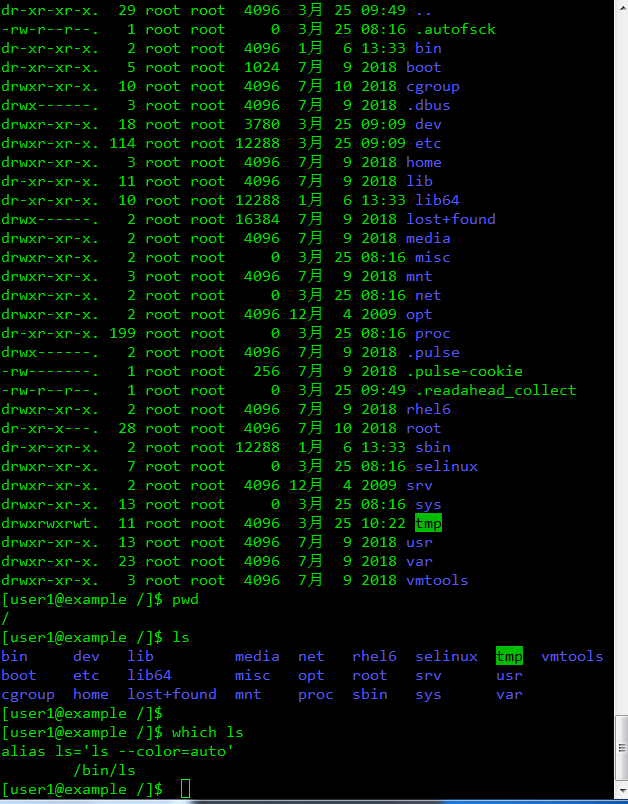 dr-xr-xr-x.  29 root root  4096  3月  25 09:49 ..
-rw-r--r--.   1 root root     0  3月  25 08:16 .autofsck
dr-xr-xr-x.   2 root root  4096  1月   6 13:33 bin
dr-xr-xr-x.   5 root root  1024  7月   9 2018 boot
drwxr-xr-x.  10 root root  4096  7月  10 2018 cgroup
drwx------.   3 root root  4096  7月   9 2018 .dbus
drwxr-xr-x.  18 root root  3780  3月  25 09:09 dev
drwxr-xr-x. 114 root root 12288  3月  25 09:09 etc
drwxr-xr-x.   3 root root  4096  7月   9 2018 home
dr-xr-xr-x.  11 root root  4096  7月   9 2018 lib
dr-xr-xr-x.  10 root root 12288  1月   6 13:33 lib64
drwx------.   2 root root 16384  7月   9 2018 lost+found
drwxr-xr-x.   2 root root  4096  7月   9 2018 media
drwxr-xr-x.   2 root root     0  3月  25 08:16 misc
drwxr-xr-x.   3 root root  4096  7月   9 2018 mnt
drwxr-xr-x.   2 root root     0  3月  25 08:16 net
drwxr-xr-x.   2 root root  4096 12月   4 2009 opt
dr-xr-xr-x. 199 root root     0  3月  25 08:16 proc
drwx------.   2 root root  4096  7月   9 2018 .pulse
-rw-------.   1 root root   256  7月   9 2018 .pulse-cookie
-rw-r--r--.   1 root root     0  3月  25 09:49 .readahead_collect
drwxr-xr-x.   2 root root  4096  7月   9 2018 rhel6
dr-xr-x---.  28 root root  4096  7月  10 2018 root
dr-xr-xr-x.   2 root root 12288  1月   6 13:33 sbin
drwxr-xr-x.   7 root root     0  3月  25 08:16 selinux
drwxr-xr-x.   2 root root  4096 12月   4 2009 srv
drwxr-xr-x.  13 root root     0  3月  25 08:16 sys
drwxrwxrwt.  11 root root  4096  3月  25 10:22 tmp
drwxr-xr-x.  13 root root  4096  7月   9 2018 usr
drwxr-xr-x.  23 root root  4096  7月   9 2018 var
drwxr-xr-x.   3 root root  4096  7月   9 2018 vmtools
[user1@example /]$ pwd
/
[user1@example /]$ ls
bin     dev   lib         media  net   rhel6  selinux  tmp  vmtools
boot    etc   lib64       misc   opt   root   srv      usr
cgroup  home  lost+found  mnt    proc  sbin   sys      var
[user1@example /]$
[user1@example /]$ which ls
alias ls='ls --color=auto'
        /bin/ls
[user1@example /]$